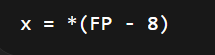 x = *(FP - 8)